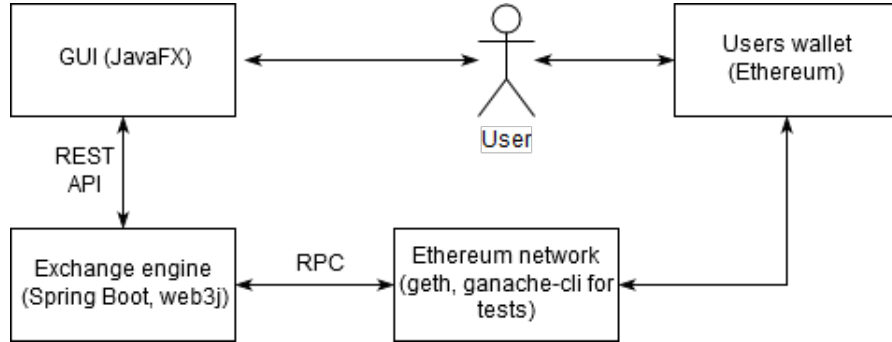 GUI (JavaFX)
Users wallet
(Ethereum)
User
REST
API
Exchange engine
(Spring Boot, web3j)
RPC
Ethereum network
(geth, ganache-cli for
tests)